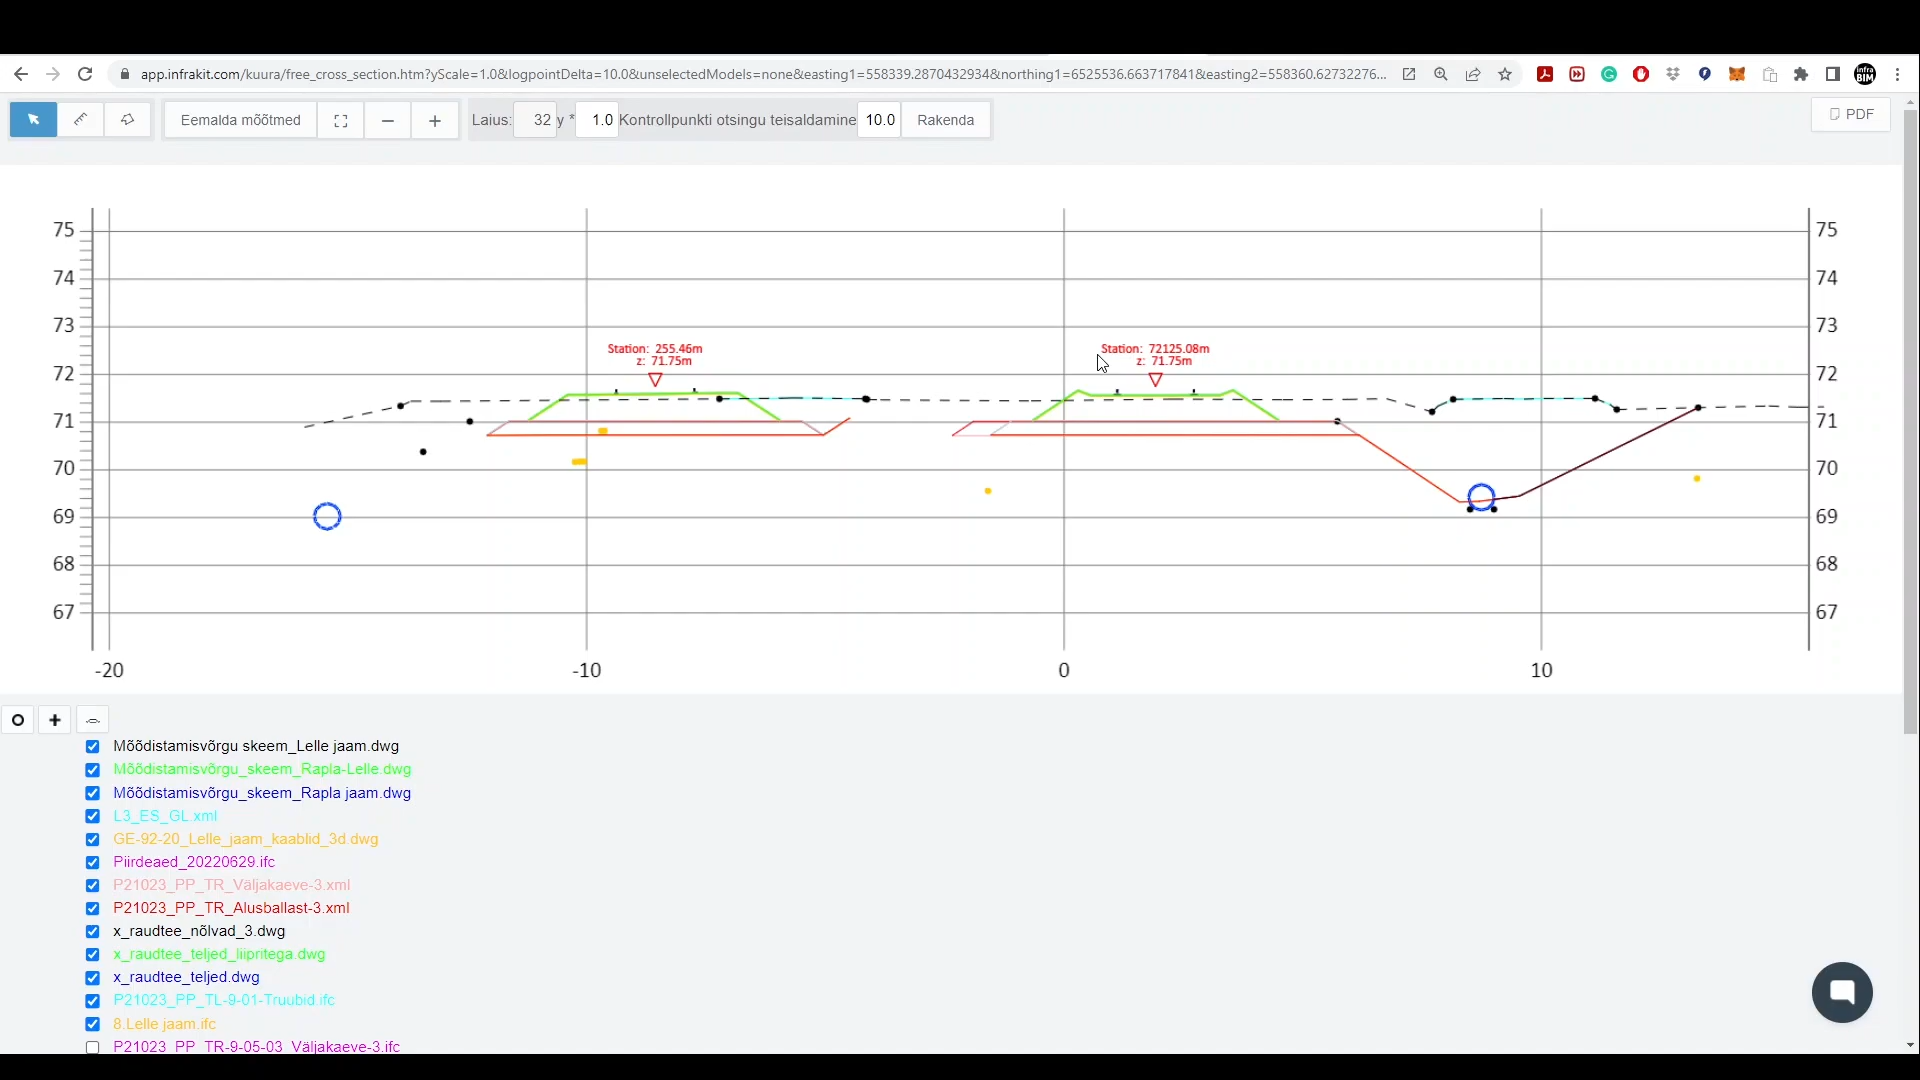 app.infrakit.com/kuura/free_cross_section.htm?yScale=1.0&logpointDelta=10.0&unselectedModels=none&easting1=558339.2870432934&northing1=6525536.663717841&easting2=558360.62732276...
infra BIM
Eemalda mõõtmed
Laius: 32 y * 1.0 Kontrollpunkti otsingu teisaldamine 10.0 Rakenda
PDF
75 75
74 74
73 73
Station: 255.46m Station: 72125.08m
z: 71.75m z: 71.75m
72 72
71 71
70 70
69 69
68 68
67 67
-20 -10 0 10
Mõõdistamisvõrgu skeem_Lelle jaam.dwg
Mõõdistamisvõrgu_skeem_Rapla-Lelle.dwg
Mõõdistamisvõrgu_skeem_Rapla jaam.dwg
L3_ES_GL.xml
GE-92-20_Lelle_jaam_kaablid_3d.dwg
Piirdeaed_20220629.ifc
P21023_PP_TR_Väljakaeve-3.xml
P21023_PP_TR_Alusballast-3.xml
x_raudtee_nõlvad_3.dwg
x_raudtee_teljed_liipritega.dwg
x_raudtee_teljed.dwg
P21023_PP_TL-9-01-Truubid.ifc
8.Lelle jaam.ifc
P21023_PP_TR-9-05-03_Väljakaeve-3.ifc